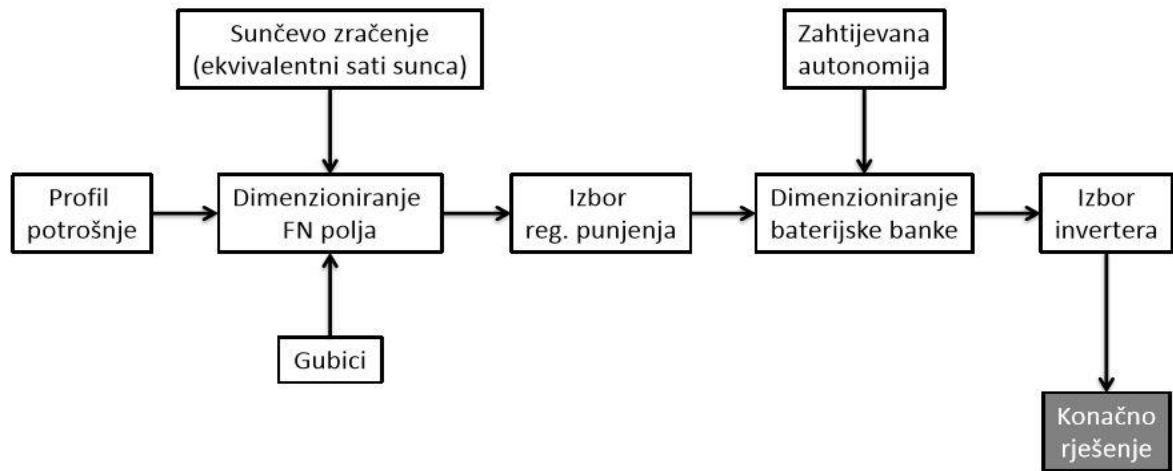 Sunčevo zračenje
(ekvivalentni sati sunca)
Zahtijevana
autonomija
Profil
potrošnje
Dimenzioniranje
FN polja
Izbor
reg. punjenja
Dimenzioniranje
baterijske banke
Izbor
invertera
Gubici
Konačno
rješenje